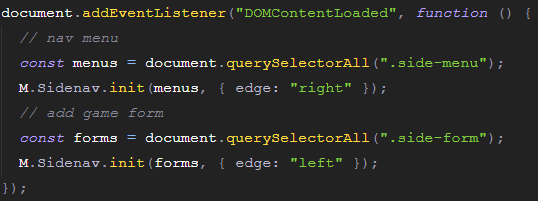 document.addEventListener("DOMContentLoaded", function () {
// nav menu
const menus = document.querySelectorAll(".side-menu");
M.Sidenav.init(menus, { edge: "right" });
// add game form
const forms = document.querySelectorAll(".side-form");
M.Sidenav.init(forms, { edge: "left" });
});